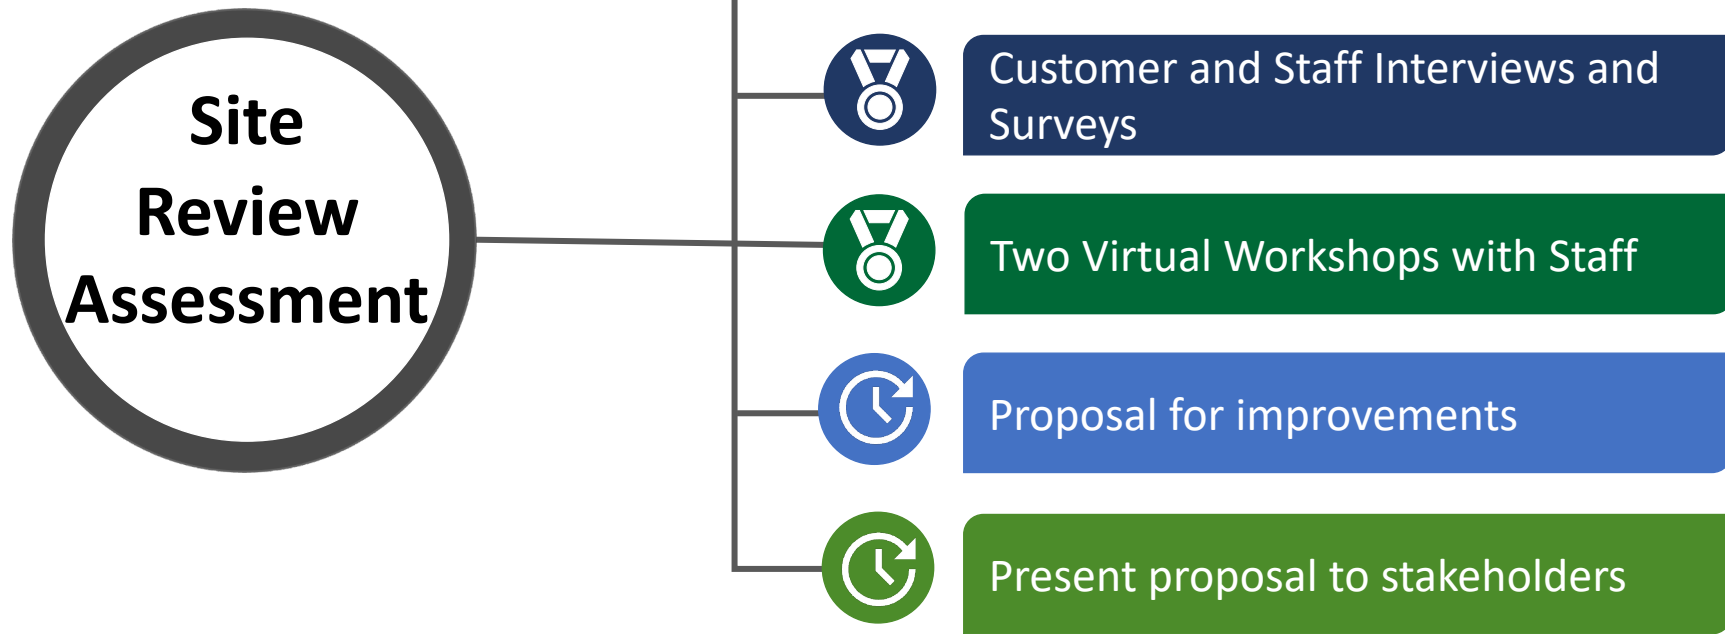 Site
Review
Assessment
Customer and Staff Interviews and
Surveys
Two Virtual Workshops with Staff
Proposal for improvements
Present proposal to stakeholders